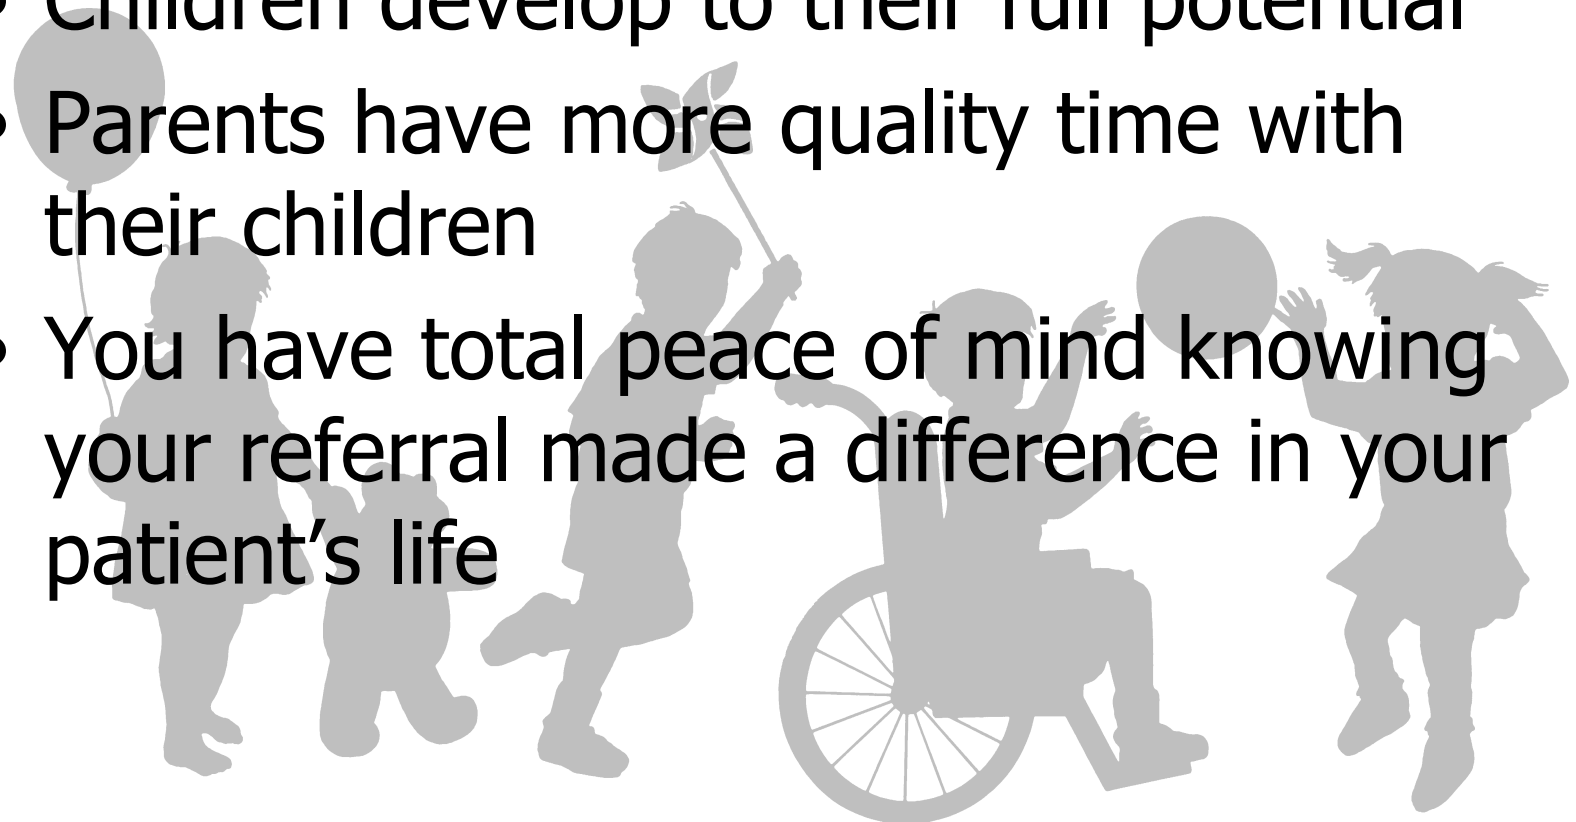 • Children develop to their full potential
• Parents have more quality time with
their children
• You have total peace of mind knowing
your referral made a difference in your
patient’s life